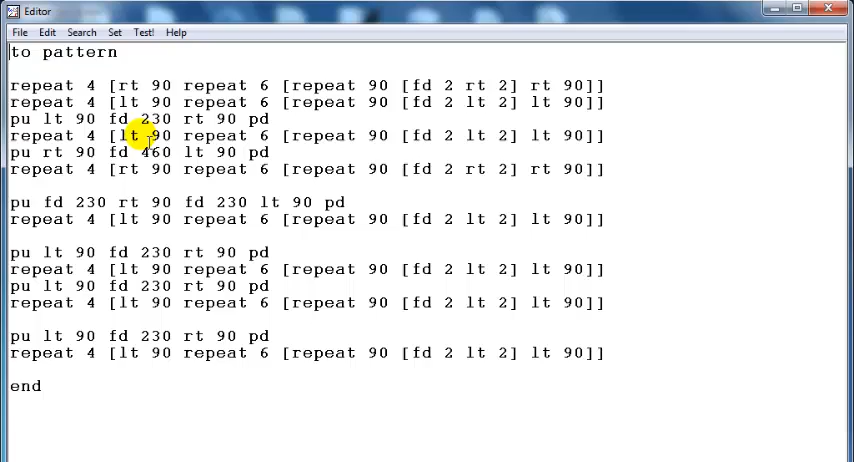 Editor
File Edit Search Set Test! Help
to pattern
repeat 4 [rt 90 repeat 6 [repeat 90 [fd 2 rt 2] rt 90]]
repeat 4 [lt 90 repeat 6 [repeat 90 [fd 2 lt 2] lt 90]]
pu lt 90 fd 230 rt 90 pd
repeat 4 [lt 90 repeat 6 [repeat 90 [fd 2 lt 2] lt 90]]
pu rt 90 fd 460 lt 90 pd
repeat 4 [rt 90 repeat 6 [repeat 90 [fd 2 rt 2] rt 90]]
pu fd 230 rt 90 fd 230 lt 90 pd
repeat 4 [lt 90 repeat 6 [repeat 90 [fd 2 lt 2] lt 90]]
pu lt 90 fd 230 rt 90 pd
repeat 4 [lt 90 repeat 6 [repeat 90 [fd 2 lt 2] lt 90]]
pu lt 90 fd 230 rt 90 pd
repeat 4 [lt 90 repeat 6 [repeat 90 [fd 2 lt 2] lt 90]]
pu lt 90 fd 230 rt 90 pd
repeat 4 [lt 90 repeat 6 [repeat 90 [fd 2 lt 2] lt 90]]
end